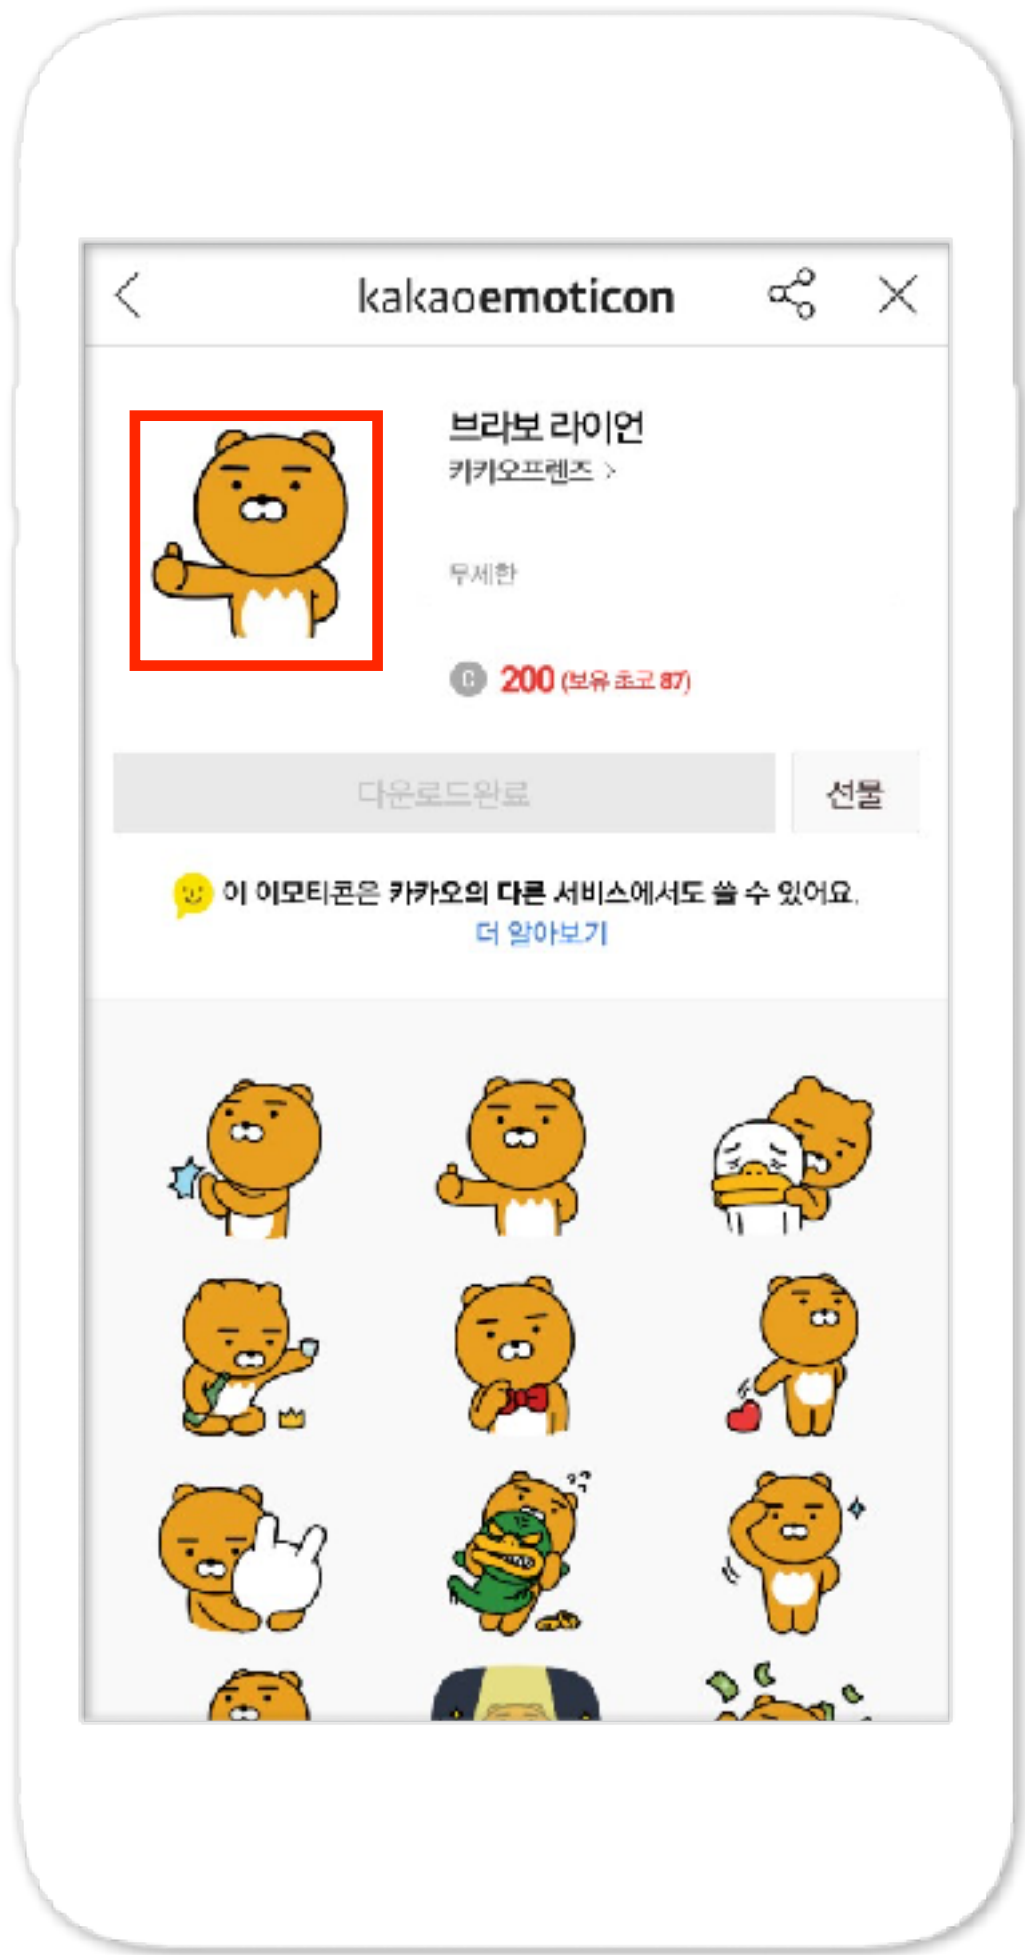 kakaoemoticon
브라보 라이언
카카오프렌즈 >
무제한
C 200 (보유 초코 87)
다운로드완료
선물
이 이모티콘은 카카오의 다른 서비스에서도 쓸 수 있어요.
더 알아보기